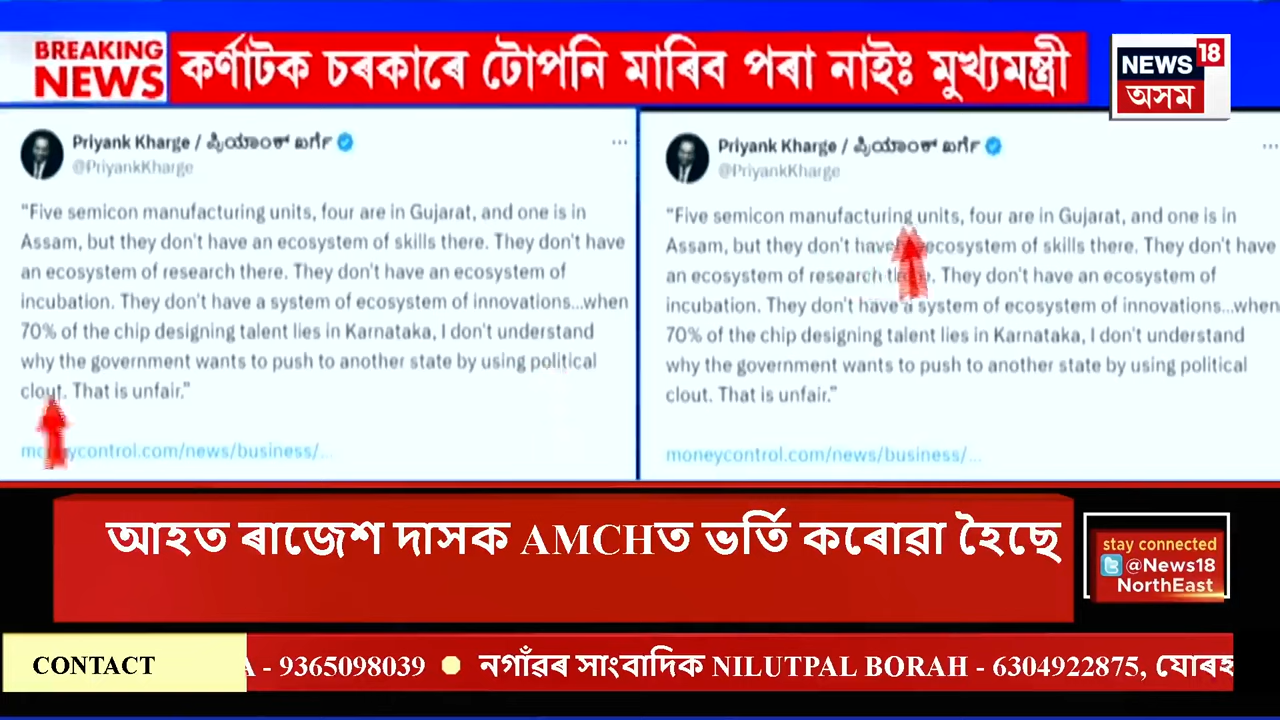 BREAKING
NEWS
কৰ্ণাটক চৰকাৰে টোপনি মাৰিব পৰা নাইঃ মুখ্যমন্ত্ৰী
NEWS 18
অসম
Priyank Kharge / ಪ್ರಿಯಾಂಕ್ ಖರ್ಗೆ
@PriyankKharge
“Five semicon manufacturing units, four are in Gujarat, and one is in
Assam, but they don't have an ecosystem of skills there. They don't have
an ecosystem of research there. They don't have an ecosystem of
incubation. They don't have a system of ecosystem of innovations...when
70% of the chip designing talent lies in Karnataka, I don't understand
why the government wants to push to another state by using political
clout. That is unfair.”
moneycontrol.com/news/business/...
Priyank Kharge / ಪ್ರಿಯಾಂಕ್ ಖರ್ಗೆ
@PriyankKharge
“Five semicon manufacturing units, four are in Gujarat, and one is in
Assam, but they don't have ecosystem of skills there. They don't have
an ecosystem of research there. They don't have an ecosystem of
incubation. They don't have a system of ecosystem of innovations...when
70% of the chip designing talent lies in Karnataka, I don't understand
why the government wants to push to another state by using political
clout. That is unfair.”
moneycontrol.com/news/business/...
আহত ৰাজেশ দাসক AMCHত ভৰ্তি কৰোৱা হৈছে
stay connected
@News18
NorthEast
CONTACT
A - 9365098039 নগাঁৱৰ সাংবাদিক NILUTPAL BORAH - 6304922875, যোৰহ